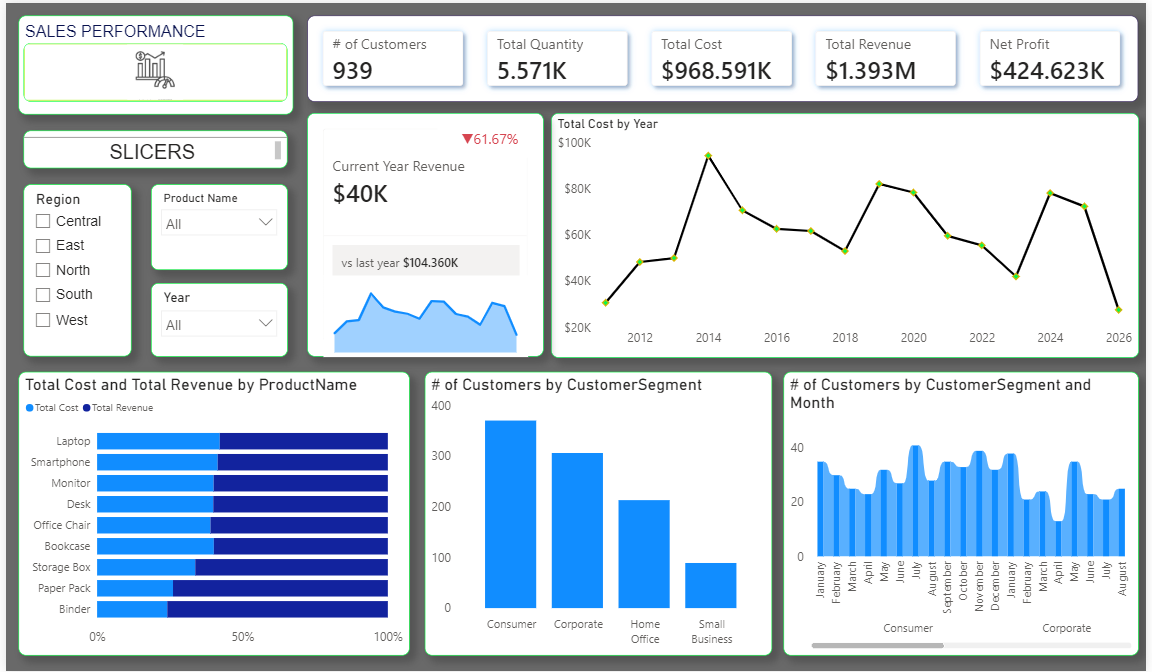 SALES PERFORMANCE
# of Customers
939
Total Quantity
5.571K
Total Cost
$968.591K
Total Revenue
$1.393M
Net Profit
$424.623K
SLICERS
Region
Central
East
North
South
West
Product Name
All
Year
All
▼61.67%
Current Year Revenue
$40K
vs last year $104.360K
Total Cost by Year
$100K
$80K
$60K
$40K
$20K
2012 2014 2016 2018 2020 2022 2024 2026
Total Cost and Total Revenue by ProductName
Total Cost Total Revenue
Laptop
Smartphone
Monitor
Desk
Office Chair
Bookcase
Storage Box
Paper Pack
Binder
0% 50% 100%
# of Customers by CustomerSegment
400
300
200
100
0
Consumer Corporate Home Small
Office Business
# of Customers by CustomerSegment and
Month
40
20
0
January February March April May June July August September October November December January February March April May June July August
Consumer Corporate